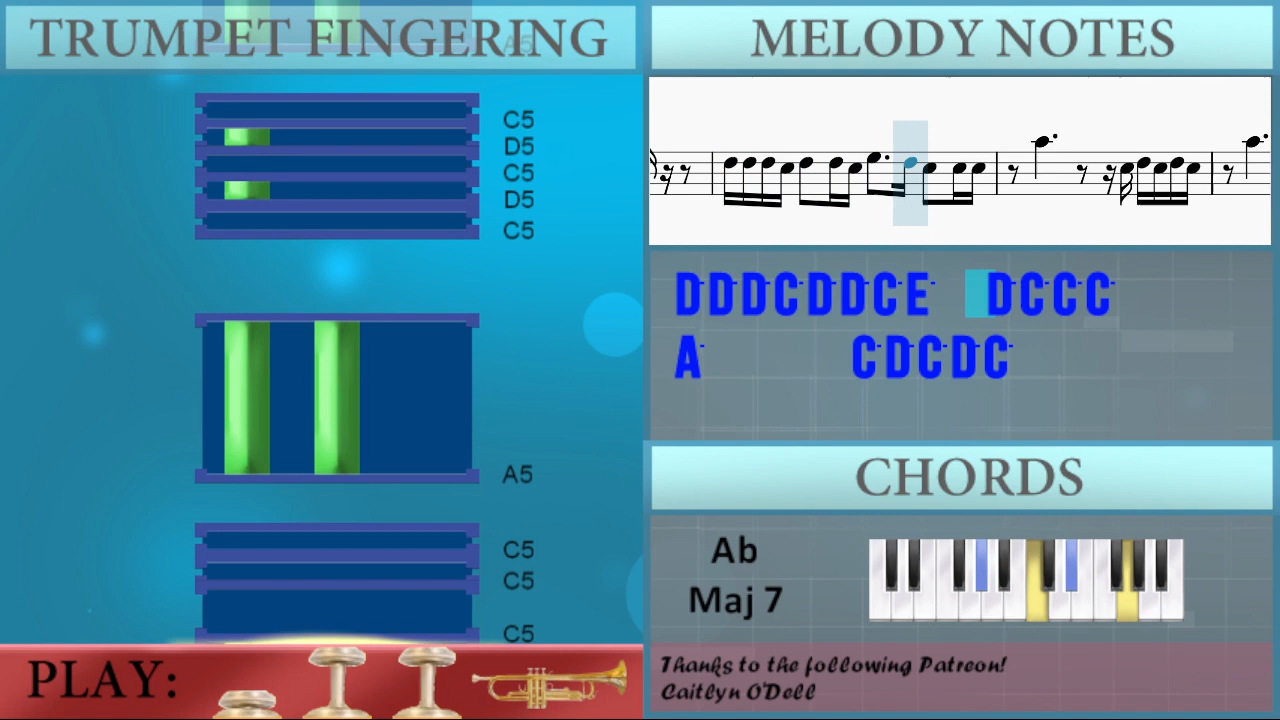 TRUMPET FINGERING
A5
C5
D5
C5
D5
C5
A5
C5
C5
C5
PLAY:
MELODY NOTES
DDDCDDCE DCCC
A CDCDC
CHORDS
Ab
Maj 7
Thanks to the following Patreon!
Caitlyn O'Dell